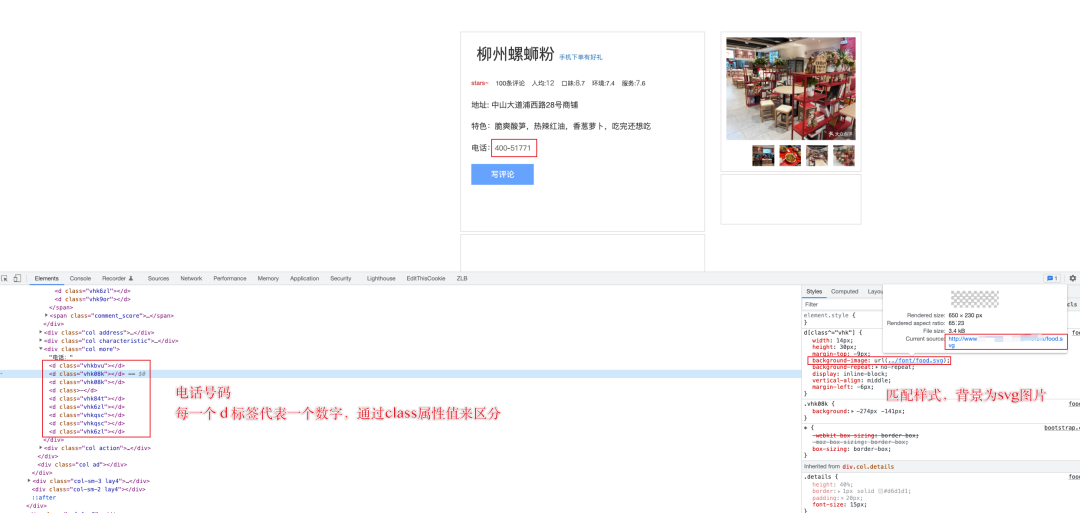 柳州螺蛳粉 手机下单有好礼
stars~ 100条评论 人均:12 口味:8.7 环境:7.4 服务:7.6
地址: 中山大道浦西路28号商铺
特色: 脆爽酸笋，热辣红油，香葱萝卜，吃完还想吃
电话: 400-51771
写评论
大众点评
Elements Console Recorder Sources Network Performance Memory Application Security Lighthouse EditThisCookie ZLB 1
<d class="vhk6zl"></d>
<d class="vhk9or"></d>
</span>
<span class="comment_score">…</span>
</div>
<div class="col address">…</div>
<div class="col characteristic">…</div>
<div class="col more">
"电话: "
<d class="vhkbvu"></d>
<d class="vhk08k"></d> == $0
<d class="vhk08k"></d>
<d class>-</d>
<d class="vhk84t"></d>
<d class="vhk6zl"></d>
<d class="vhkqsc"></d>
<d class="vhkqsc"></d>
<d class="vhk6zl"></d>
</div>
<div class="col action">…</div>
</div>
<div class="col ad"></div>
</div>
<div class="col-sm-3 lay4">…</div>
<div class="col-sm-2 lay4"></div>
::after
</div>
电话号码
每一个 d 标签代表一个数字，通过class属性值来区分
Styles Computed Layou
Filter
cls
element.style {
}
d[class^="vhk"] {
width: 14px;
height: 30px;
margin-top: -9px;
background-image: url(../font/food.svg);
background-repeat: no-repeat;
display: inline-block;
vertical-align: middle;
margin-left: -6px;
}
.vhk08k {
background: -274px -141px;
}
* {
bootstrap.c
-webkit-box-sizing: border-box;
-moz-box-sizing: border-box;
box-sizing: border-box;
}
Inherited from div.col.details
.details {
height: 40%;
border: 1px solid #d6d1d1;
padding: 20px;
font-size: 15px;
}
Rendered size: 650 × 230 px
Rendered aspect ratio: 65∶23
File size: 3.4 kB
Current source: http://www
/food.s
vg
匹配样式，背景为svg图片